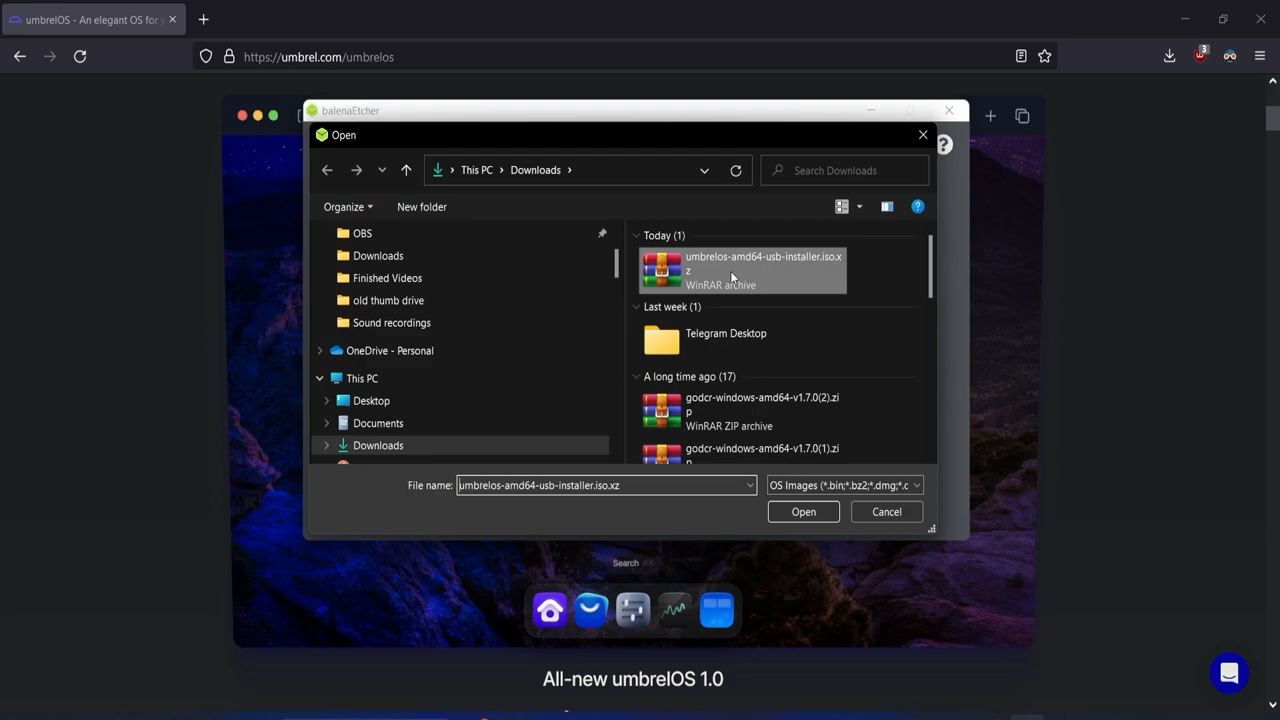 umbrelOS - An elegant OS for y
https://umbrel.com/umbrelos
3
balenaEtcher
Open
This PC
Downloads
Search Downloads
Organize
New folder
OBS
Downloads
Finished Videos
old thumb drive
Sound recordings
OneDrive - Personal
This PC
Desktop
Documents
Downloads
Today (1)
umbrelos-amd64-usb-installer.iso.x
z
WinRAR archive
Last week (1)
Telegram Desktop
A long time ago (17)
godcr-windows-amd64-v1.7.0(2).zi
p
WinRAR ZIP archive
godcr-windows-amd64-v1.7.0(1).zi
File name:
umbrelos-amd64-usb-installer.iso.xz
OS Images (*.bin;*.bz2;*.dmg;*.c
Open
Cancel
Search ⌘K
All-new umbrelOS 1.0